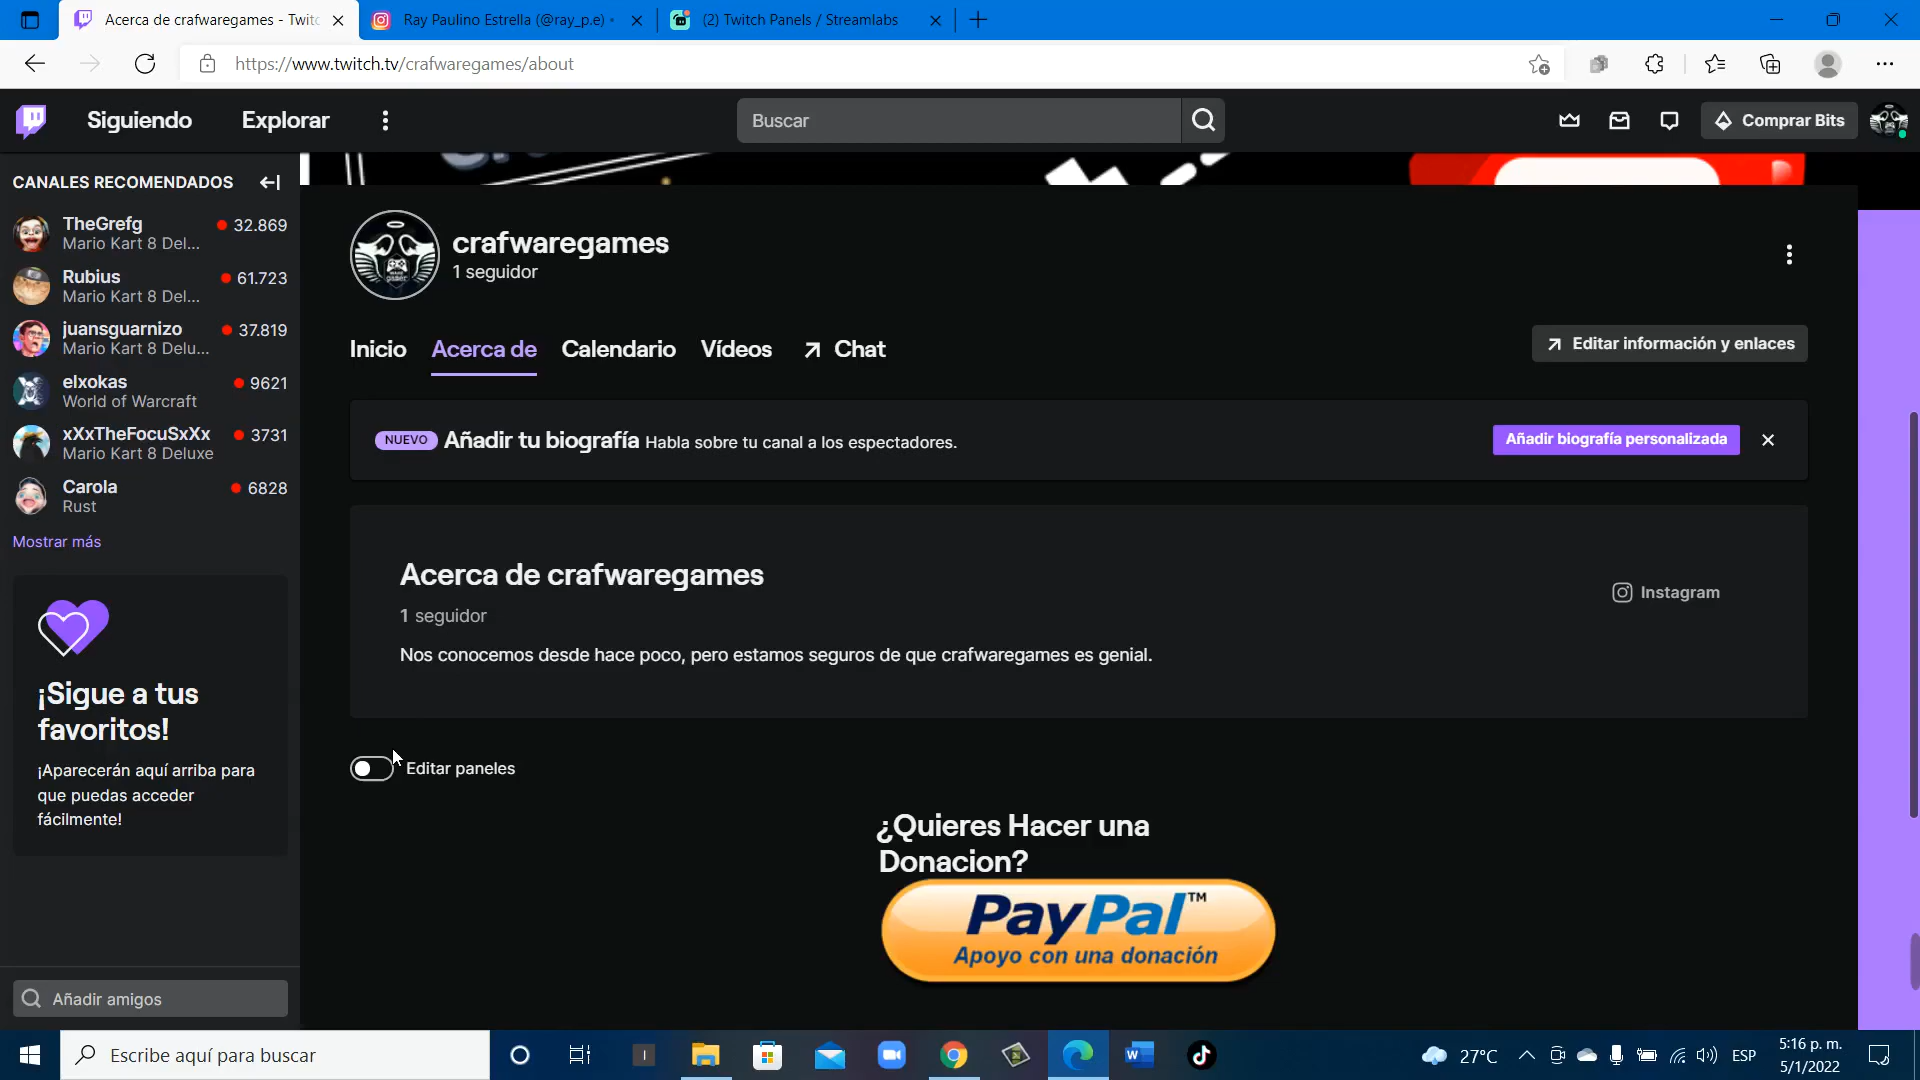 Acerca de crafwaregames - Twitc
Ray Paulino Estrella (@ray_p.e) •
(2) Twitch Panels / Streamlabs
https://www.twitch.tv/crafwaregames/about
Siguiendo
Explorar
Buscar
Comprar Bits
CANALES RECOMENDADOS
TheGrefg 32.869
Mario Kart 8 Del...
Rubius 61.723
Mario Kart 8 Del...
juansguarnizo 37.819
Mario Kart 8 Delu...
elxokas 9621
World of Warcraft
xXxTheFocuSxXx 3731
Mario Kart 8 Deluxe
Carola 6828
Rust
Mostrar más
¡Sigue a tus
favoritos!
¡Aparecerán aquí arriba para
que puedas acceder
fácilmente!
Añadir amigos
crafwaregames
1 seguidor
Inicio Acerca de Calendario Vídeos Chat
Editar información y enlaces
NUEVO Añadir tu biografía Habla sobre tu canal a los espectadores.
Añadir biografía personalizada
Acerca de crafwaregames
1 seguidor
Instagram
Nos conocemos desde hace poco, pero estamos seguros de que crafwaregames es genial.
Editar paneles
¿Quieres Hacer una
Donacion?
PayPal™
Apoyo con una donación
Escribe aquí para buscar
27°C
ESP
5:16 p. m.
5/1/2022